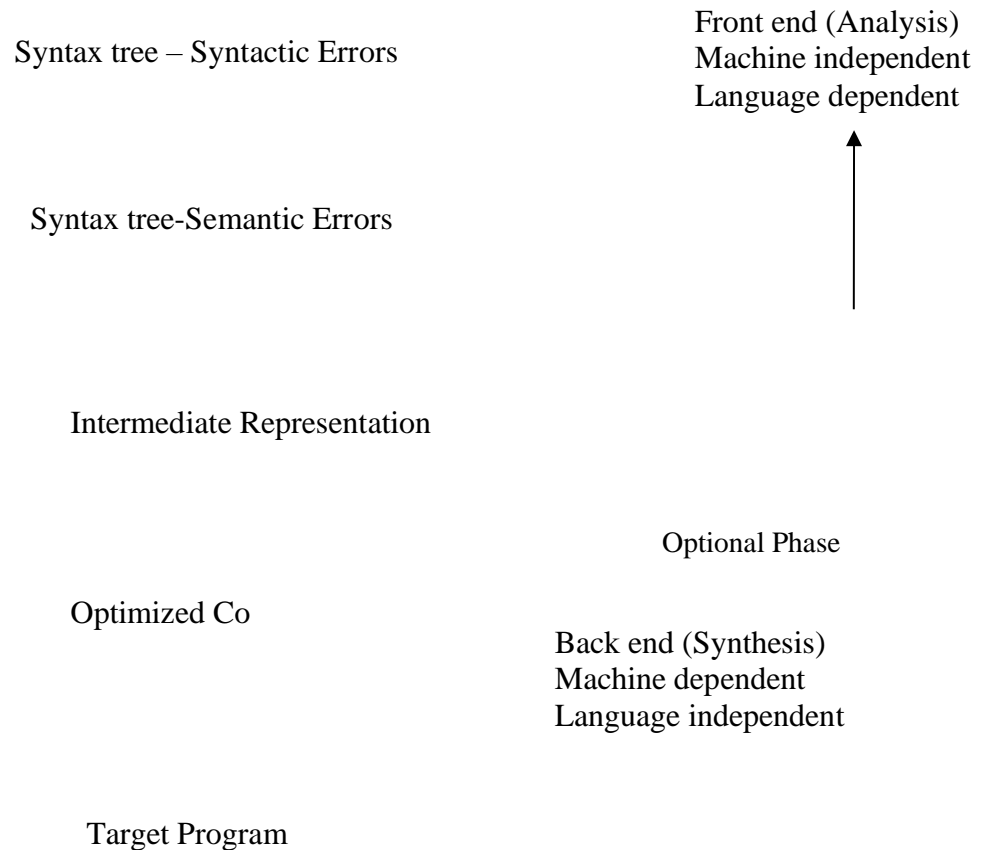 Front end (Analysis)
Syntax tree – Syntactic Errors
Machine independent
Language dependent
Syntax tree-Semantic Errors
Intermediate Representation
Optional Phase
Optimized Co
Back end (Synthesis)
Machine dependent
Language independent
Target Program